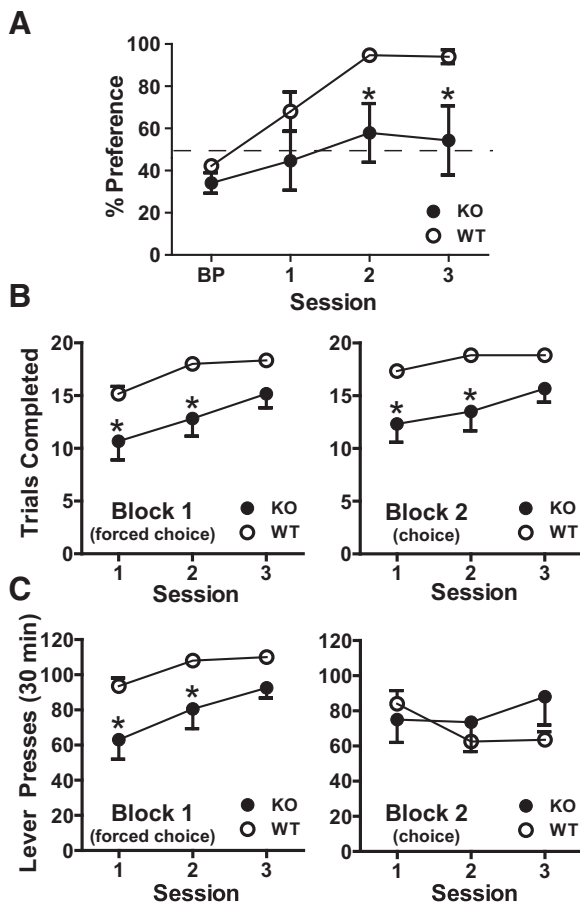 A
% Preference
100
80
60
40
20
0
* *
KO
WT
BP 1 2 3
Session
B
Trials Completed
20
15
10
5
0
* *
Block 1
(forced choice)
KO
WT
1 2 3
Session
20
15
10
5
0
* *
Block 2
(choice)
KO
WT
1 2 3
Session
C
Lever Presses (30 min)
120
100
80
60
40
20
0
* *
Block 1
(forced choice)
KO
WT
1 2 3
Session
120
100
80
60
40
20
0
Block 2
(choice)
KO
WT
1 2 3
Session